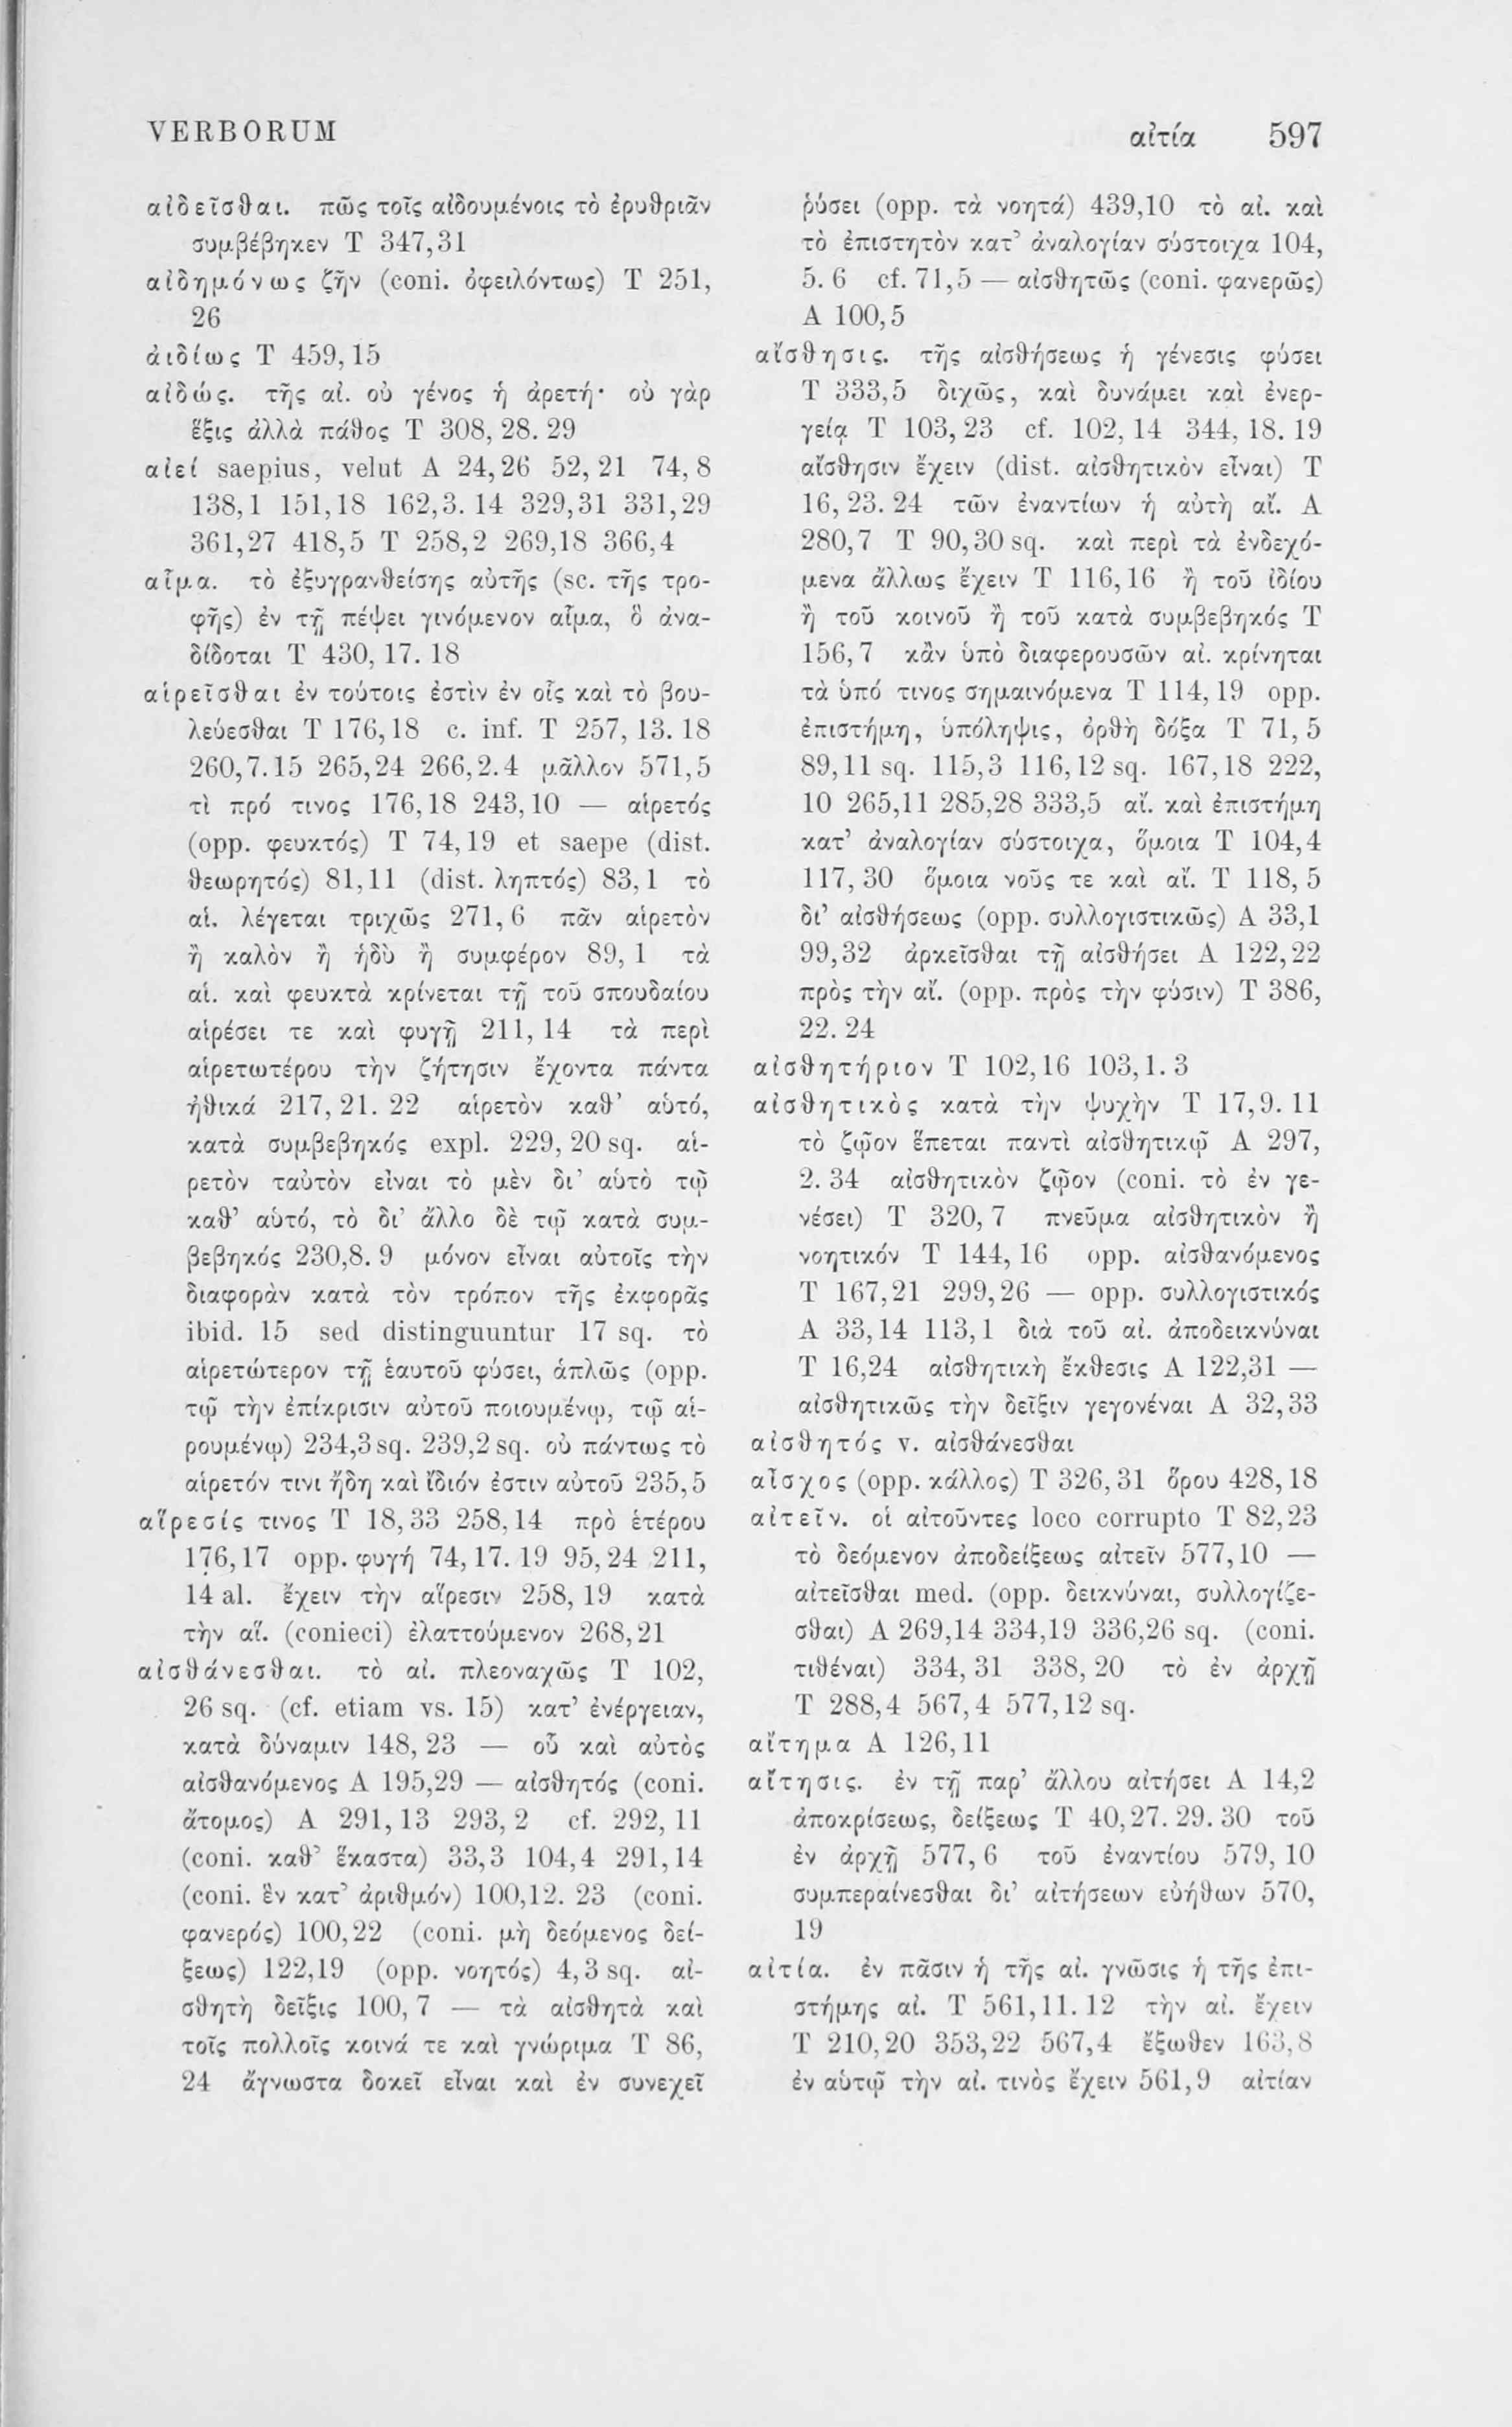 VERBORUM
αἰτία 597
αἰδεῖσθαι. πῶς τοῖς αἰδουμένοις τὸ ἐρυθριᾶν
συμβέβηκεν T 347,31
αἰδημόνως ζῆν (coni. ὀφειλόντως) T 251,
26
ἀιδίως T 459,15
αἰδώς. τῆς αἰ. οὐ γένος ἡ ἀρετή· οὐ γὰρ
ἕξις ἀλλὰ πάθος T 308, 28. 29
αἰεί saepius, velut A 24,26 52,21 74,8
138,1 151,18 162,3. 14 329,31 331,29
361,27 418,5 T 258,2 269,18 366,4
αἷμα. τὸ ἐξυγρανθείσης αὐτῆς (sc. τῆς τρο-
φῆς) ἐν τῇ πέψει γινόμενον αἷμα, ὃ ἀνα-
δίδοται T 430, 17. 18
αἱρεῖσθαι ἐν τούτοις ἐστὶν ἐν οἷς καὶ τὸ βου-
λεύεσθαι T 176,18 c. inf. T 257, 13. 18
260,7.15 265,24 266,2.4 μᾶλλον 571,5
τὶ πρό τινος 176,18 243,10 — αἱρετός
(opp. φευκτός) T 74,19 et saepe (dist.
θεωρητός) 81,11 (dist. ληπτός) 83,1 τὸ
αἱ. λέγεται τριχῶς 271,6 πᾶν αἱρετὸν
ἢ καλὸν ἢ ἡδὺ ἢ συμφέρον 89,1 τὰ
αἱ. καὶ φευκτὰ κρίνεται τῇ τοῦ σπουδαίου
αἱρέσει τε καὶ φυγῇ 211,14 τὰ περὶ
αἱρετωτέρου τὴν ζήτησιν ἔχοντα πάντα
ἠθικά 217,21. 22 αἱρετὸν καθ’ αὑτό,
κατὰ συμβεβηκός expl. 229, 20 sq. αἱ-
ρετὸν ταὐτὸν εἶναι τὸ μὲν δι’ αὑτὸ τῷ
καθ’ αὑτό, τὸ δι’ ἄλλο δὲ τῷ κατὰ συμ-
βεβηκός 230,8. 9 μόνον εἶναι αὐτοῖς τὴν
διαφορὰν κατὰ τὸν τρόπον τῆς ἐκφορᾶς
ibid. 15 sed distinguuntur 17 sq. τὸ
αἱρετώτερον τῇ ἑαυτοῦ φύσει, ἁπλῶς (opp.
τῷ τὴν ἐπίκρισιν αὐτοῦ ποιουμένῳ, τῷ αἱ-
ρουμένῳ) 234,3 sq. 239,2 sq. οὐ πάντως τὸ
αἱρετόν τινι ἤδη καὶ ἴδιόν ἐστιν αὐτοῦ 235,5
αἵρεσίς τινος T 18,33 258,14 πρὸ ἑτέρου
176,17 opp. φυγή 74,17. 19 95,24 211,
14 al. ἔχειν τὴν αἵρεσιν 258, 19 κατὰ
τὴν αἵ. (conieci) ἐλαττούμενον 268,21
αἰσθάνεσθαι. τὸ αἰ. πλεοναχῶς T 102,
26 sq. (cf. etiam vs. 15) κατ’ ἐνέργειαν,
κατὰ δύναμιν 148,23 — οὗ καὶ αὐτὸς
αἰσθανόμενος A 195,29 — αἰσθητός (coni.
ἄτομος) A 291,13 293,2 cf. 292,11
(coni. καθ’ ἕκαστα) 33,3 104,4 291,14
(coni. ἓν κατ’ ἀριθμόν) 100,12. 23 (coni.
φανερός) 100,22 (coni. μὴ δεόμενος δεί-
ξεως) 122,19 (opp. νοητός) 4,3 sq. αἰ-
σθητὴ δεῖξις 100,7 — τὰ αἰσθητὰ καὶ
τοῖς πολλοῖς κοινά τε καὶ γνώριμα T 86,
24 ἄγνωστα δοκεῖ εἶναι καὶ ἐν συνεχεῖ
ῥύσει (opp. τὰ νοητά) 439,10 τὸ αἰ. καὶ
τὸ ἐπιστητὸν κατ’ ἀναλογίαν σύστοιχα 104,
5. 6 cf. 71,5 — αἰσθητῶς (coni. φανερῶς)
A 100,5
αἴσθησις. τῆς αἰσθήσεως ἡ γένεσις φύσει
T 333,5 διχῶς, καὶ δυνάμει καὶ ἐνερ-
γείᾳ T 103,23 cf. 102,14 344,18. 19
αἴσθησιν ἔχειν (dist. αἰσθητικὸν εἶναι) T
16,23. 24 τῶν ἐναντίων ἡ αὐτὴ αἴ. A
280,7 T 90,30 sq. καὶ περὶ τὰ ἐνδεχό-
μενα ἄλλως ἔχειν T 116,16 ἢ τοῦ ἰδίου
ἢ τοῦ κοινοῦ ἢ τοῦ κατὰ συμβεβηκός T
156,7 κἂν ὑπὸ διαφερουσῶν αἰ. κρίνηται
τὰ ὑπό τινος σημαινόμενα T 114,19 opp.
ἐπιστήμη, ὑπόληψις, ὀρθὴ δόξα T 71,5
89,11 sq. 115,3 116,12 sq. 167,18 222,
10 265,11 285,28 333,5 αἴ. καὶ ἐπιστήμη
κατ’ ἀναλογίαν σύστοιχα, ὅμοια T 104,4
117,30 ὅμοια νοῦς τε καὶ αἴ. T 118,5
δι’ αἰσθήσεως (opp. συλλογιστικῶς) A 33,1
99,32 ἀρκεῖσθαι τῇ αἰσθήσει A 122,22
πρὸς τὴν αἴ. (opp. πρὸς τὴν φύσιν) T 386,
22. 24
αἰσθητήριον T 102,16 103,1. 3
αἰσθητικὸς κατὰ τὴν ψυχὴν T 17,9. 11
τὸ ζῷον ἕπεται παντὶ αἰσθητικῷ A 297,
2. 34 αἰσθητικὸν ζῷον (coni. τὸ ἐν γε-
νέσει) T 320,7 πνεῦμα αἰσθητικὸν ἢ
νοητικόν T 144,16 opp. αἰσθανόμενος
T 167,21 299,26 — opp. συλλογιστικός
A 33,14 113,1 διὰ τοῦ αἰ. ἀποδεικνύναι
T 16,24 αἰσθητικὴ ἔκθεσις A 122,31 —
αἰσθητικῶς τὴν δεῖξιν γεγονέναι A 32,33
αἰσθητός v. αἰσθάνεσθαι
αἶσχος (opp. κάλλος) T 326,31 ὅρου 428,18
αἰτεῖν. οἱ αἰτοῦντες loco corrupto T 82,23
τὸ δεόμενον ἀποδείξεως αἰτεῖν 577,10 —
αἰτεῖσθαι med. (opp. δεικνύναι, συλλογίζε-
σθαι) A 269,14 334,19 336,26 sq. (coni.
τιθέναι) 334,31 338,20 τὸ ἐν ἀρχῇ
T 288,4 567,4 577,12 sq.
αἴτημα A 126,11
αἴτησις. ἐν τῇ παρ’ ἄλλου αἰτήσει A 14,2
ἀποκρίσεως, δείξεως T 40,27. 29. 30 τοῦ
ἐν ἀρχῇ 577,6 τοῦ ἐναντίου 579,10
συμπεραίνεσθαι δι’ αἰτήσεων εὐήθων 570,
19
αἰτία. ἐν πᾶσιν ἡ τῆς αἰ. γνῶσις ἡ τῆς ἐπι-
στήμης αἰ. T 561,11. 12 τὴν αἰ. ἔχειν
T 210,20 353,22 567,4 ἔξωθεν 163,8
ἐν αὑτῷ τὴν αἰ. τινὸς ἔχειν 561,9 αἰτίαν